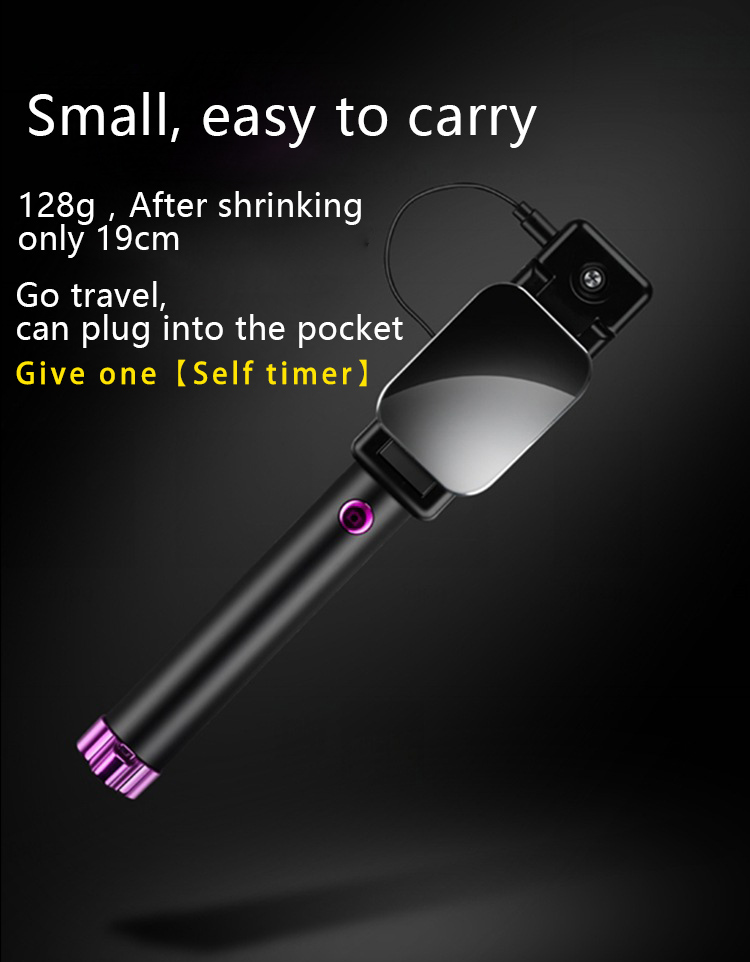 Small, easy to carry
128g , After shrinking
only 19cm
Go travel,
can plug into the pocket
Give one【Self timer】